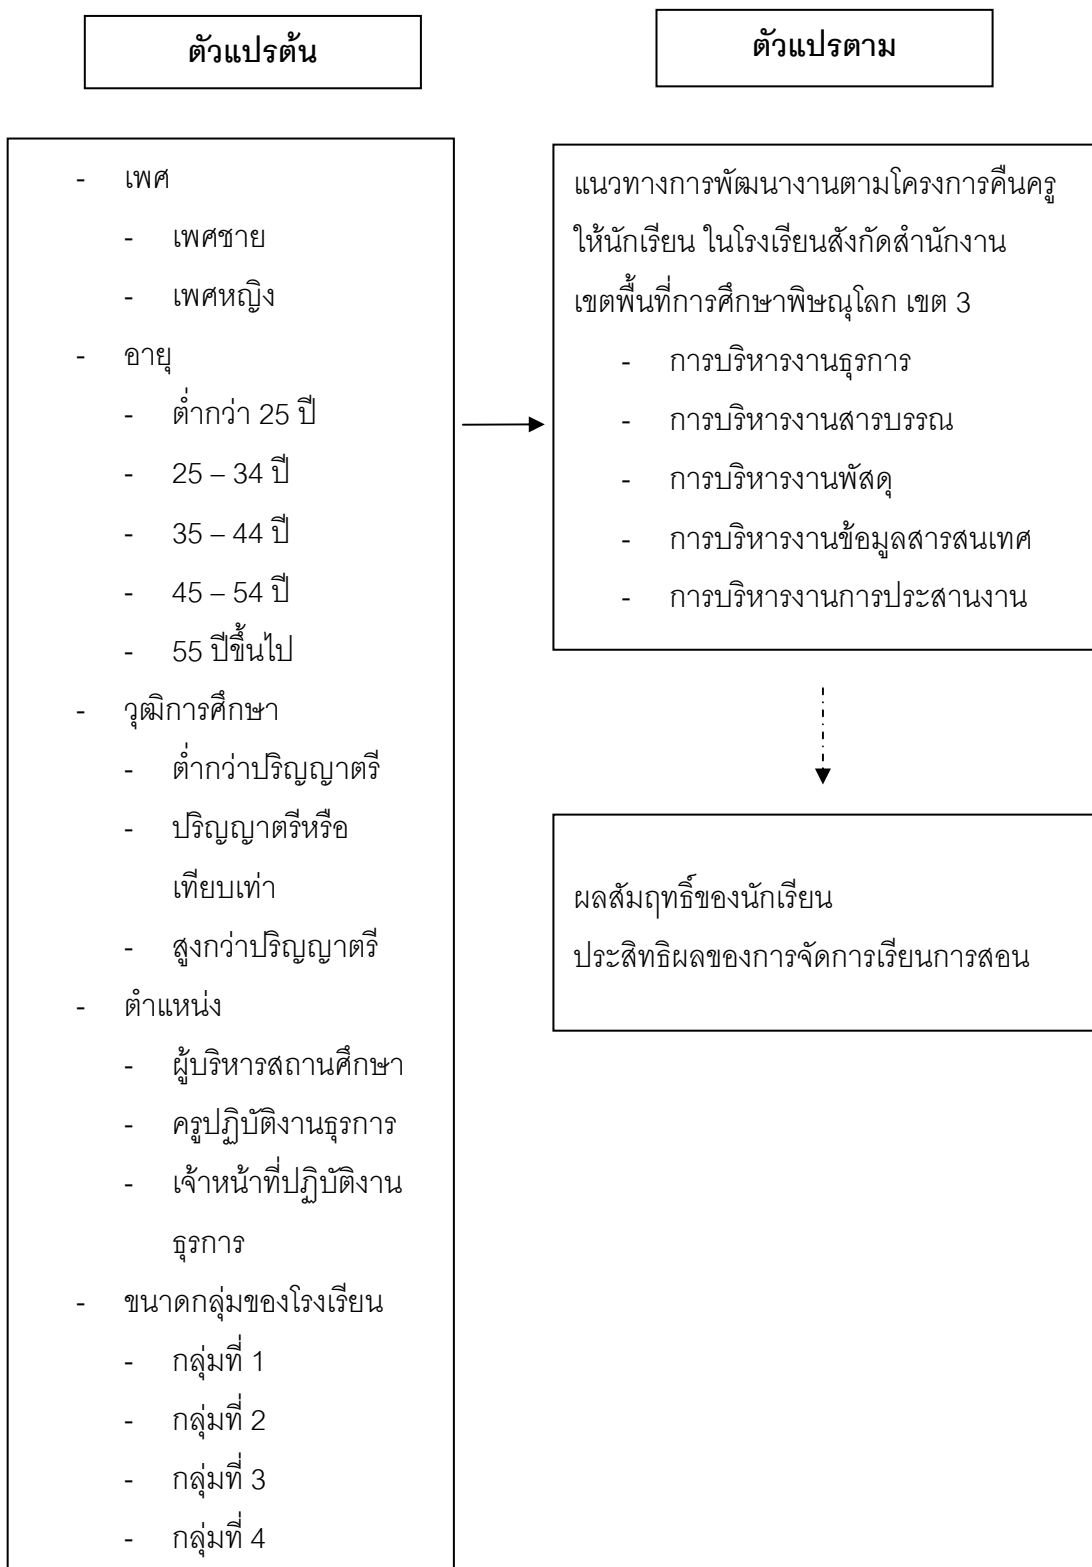 ตัวแปรต้น
ตัวแปรตาม
- เพศ
- เพศชาย
- เพศหญิง
- อายุ
- ต่ำกว่า 25 ปี
- 25 – 34 ปี
- 35 – 44 ปี
- 45 – 54 ปี
- 55 ปีขึ้นไป
- วุฒิการศึกษา
- ต่ำกว่าปริญญาตรี
- ปริญญาตรีหรือ
เทียบเท่า
- สูงกว่าปริญญาตรี
- ตำแหน่ง
- ผู้บริหารสถานศึกษา
- ครูปฏิบัติงานธุรการ
- เจ้าหน้าที่ปฏิบัติงาน
ธุรการ
- ขนาดกลุ่มของโรงเรียน
- กลุ่มที่ 1
- กลุ่มที่ 2
- กลุ่มที่ 3
- กลุ่มที่ 4
แนวทางการพัฒนางานตามโครงการคืนครู
ให้นักเรียน ในโรงเรียนสังกัดสำนักงาน
เขตพื้นที่การศึกษาพิษณุโลก เขต 3
- การบริหารงานธุรการ
- การบริหารงานสารบรรณ
- การบริหารงานพัสดุ
- การบริหารงานข้อมูลสารสนเทศ
- การบริหารงานการประสานงาน
ผลสัมฤทธิ์ของนักเรียน
ประสิทธิผลของการจัดการเรียนการสอน